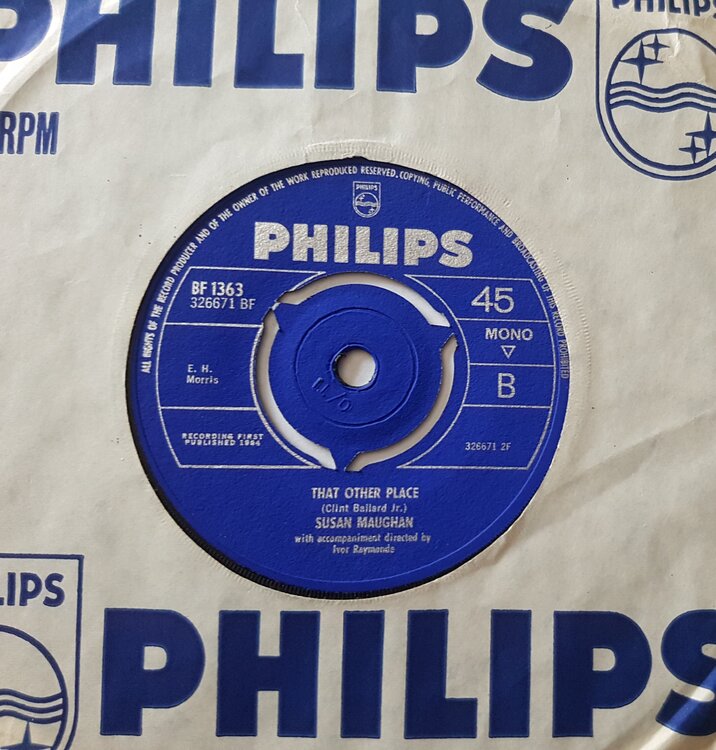 PHILIPS
PHILIPS
RPM
ALL RIGHTS OF THE RECORD PRODUCER AND OF THE OWNER OF THE WORK REPRODUCED RESERVED. COPYING, PUBLIC PERFORMANCE AND BROADCASTING OF THIS RECORD PROHIBITED
PHILIPS
PHILIPS
BF 1363
326671 BF
45
MONO
E. H.
Morris
B
RECORDING FIRST
PUBLISHED 1964
326671 2F
THAT OTHER PLACE
(Clint Ballard Jr.)
SUSAN MAUGHAN
with accompaniment directed by
Ivor Raymonde
LIPS
PHILIPS